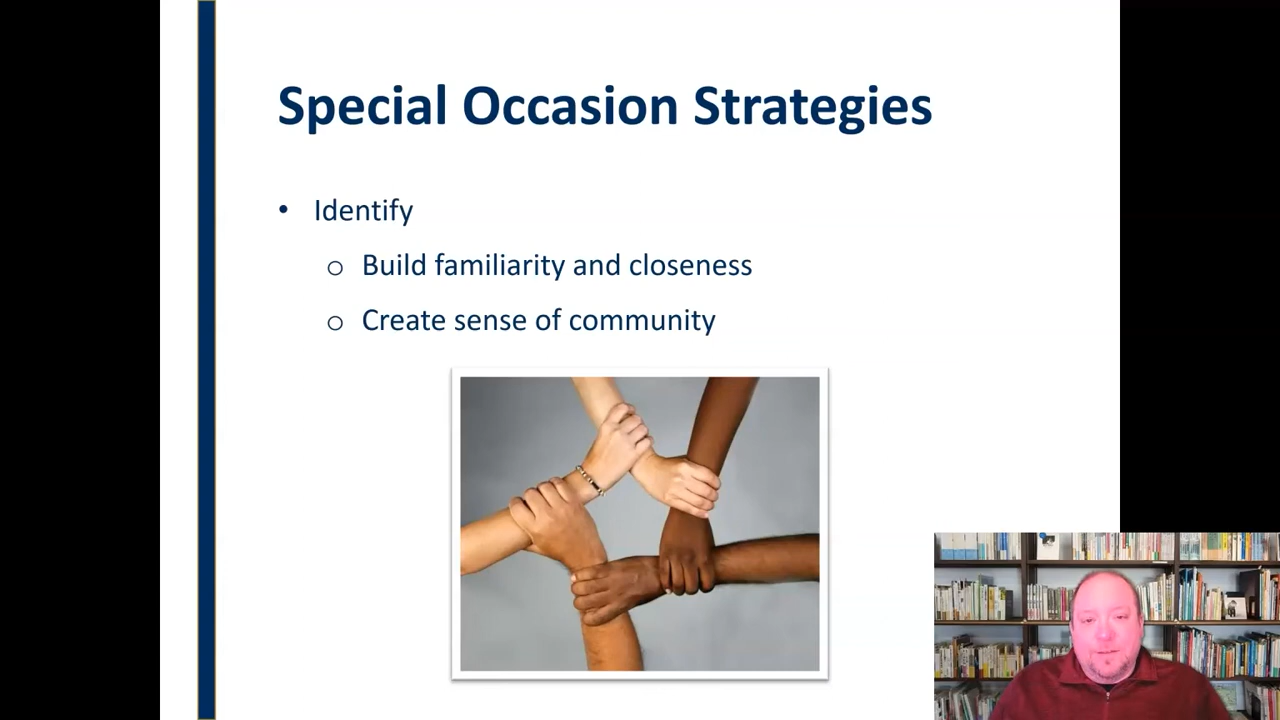 Special Occasion Strategies
• Identify
o Build familiarity and closeness
o Create sense of community